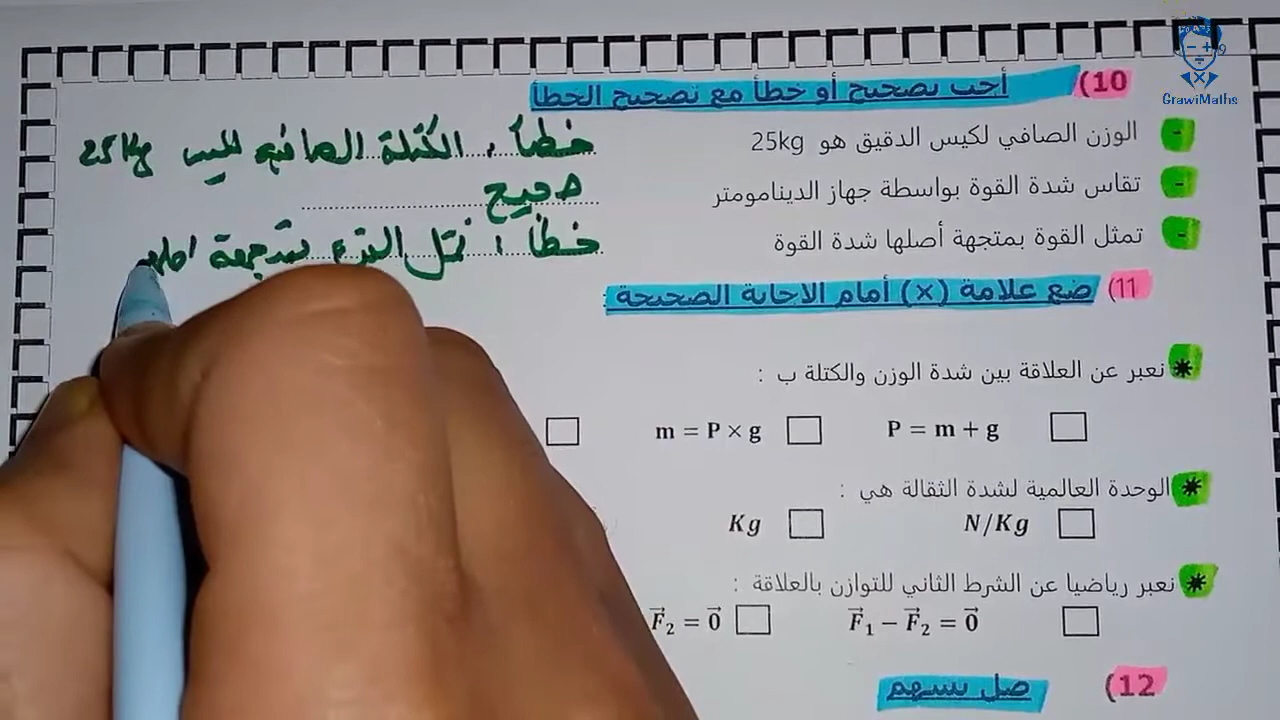 GrawiMaths
10) أجب بصحيح أو خطأ مع تصحيح الخطأ
- الوزن الصافي لكيس الدقيق هو 25kg
خطأ ، الكتلة الصافية للكيس 25Kg
- تقاس شدة القوة بواسطة جهاز الدينامومتر
صحيح
- تمثل القوة بمتجهة أصلها شدة القوة
خطأ ، تمثل القوة بمتجهة أصلها
11) ضع علامة (×) أمام الاجابة الصحيحة :
* نعبر عن العلاقة بين شدة الوزن والكتلة ب :
P = m + g m = P × g
* الوحدة العالمية لشدة الثقالة هي :
N/Kg Kg
* نعبر رياضيا عن الشرط الثاني للتوازن بالعلاقة :
F⃗₁ − F⃗₂ = 0⃗ F⃗₂ = 0⃗
12) صل بسهم